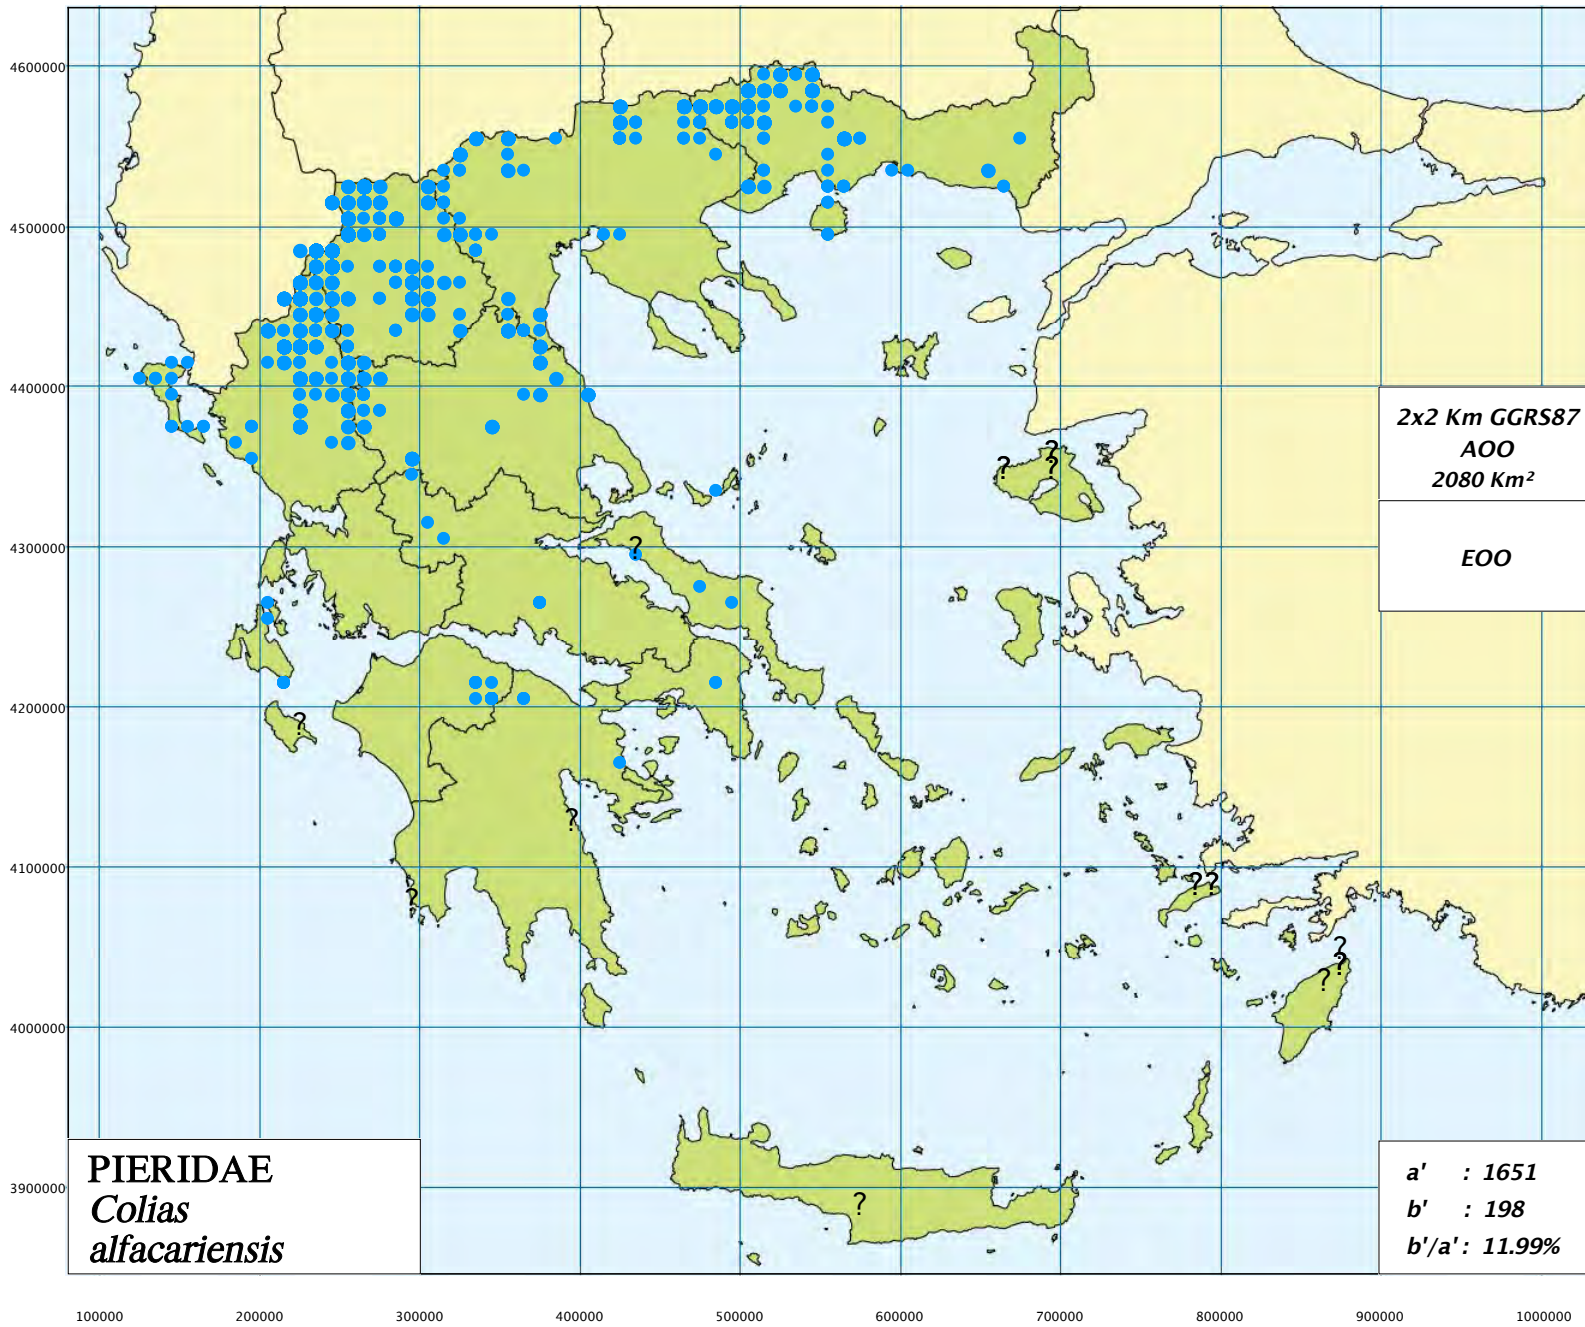 4600000
4500000
4400000
2x2 Km GGRS87
AOO
2080 Km²
? ?
?
?
4300000
EOO
4200000
?
?
4100000
?
? ?
?
?
?
4000000
3900000
?
PIERIDAE
Colias
alfacariensis
a' : 1651
b' : 198
b'/a' : 11.99%
100000 200000 300000 400000 500000 600000 700000 800000 900000 1000000